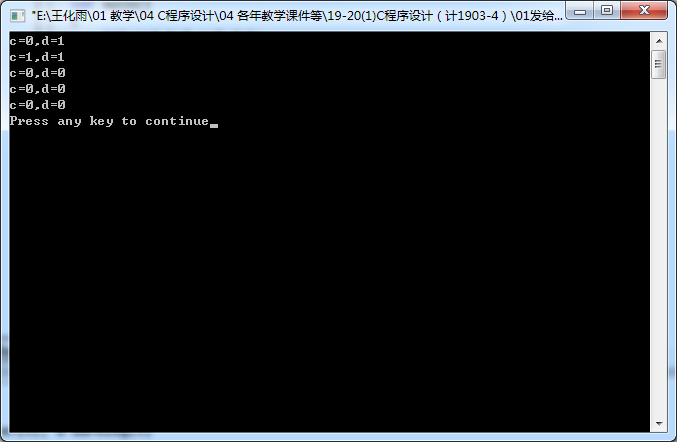 "E:\王化雨\01 教学\04 C程序设计\04 各年教学课件等\19-20(1)C程序设计（计1903-4）\01发给...
c=0,d=1
c=1,d=1
c=0,d=0
c=0,d=0
c=0,d=0
Press any key to continue